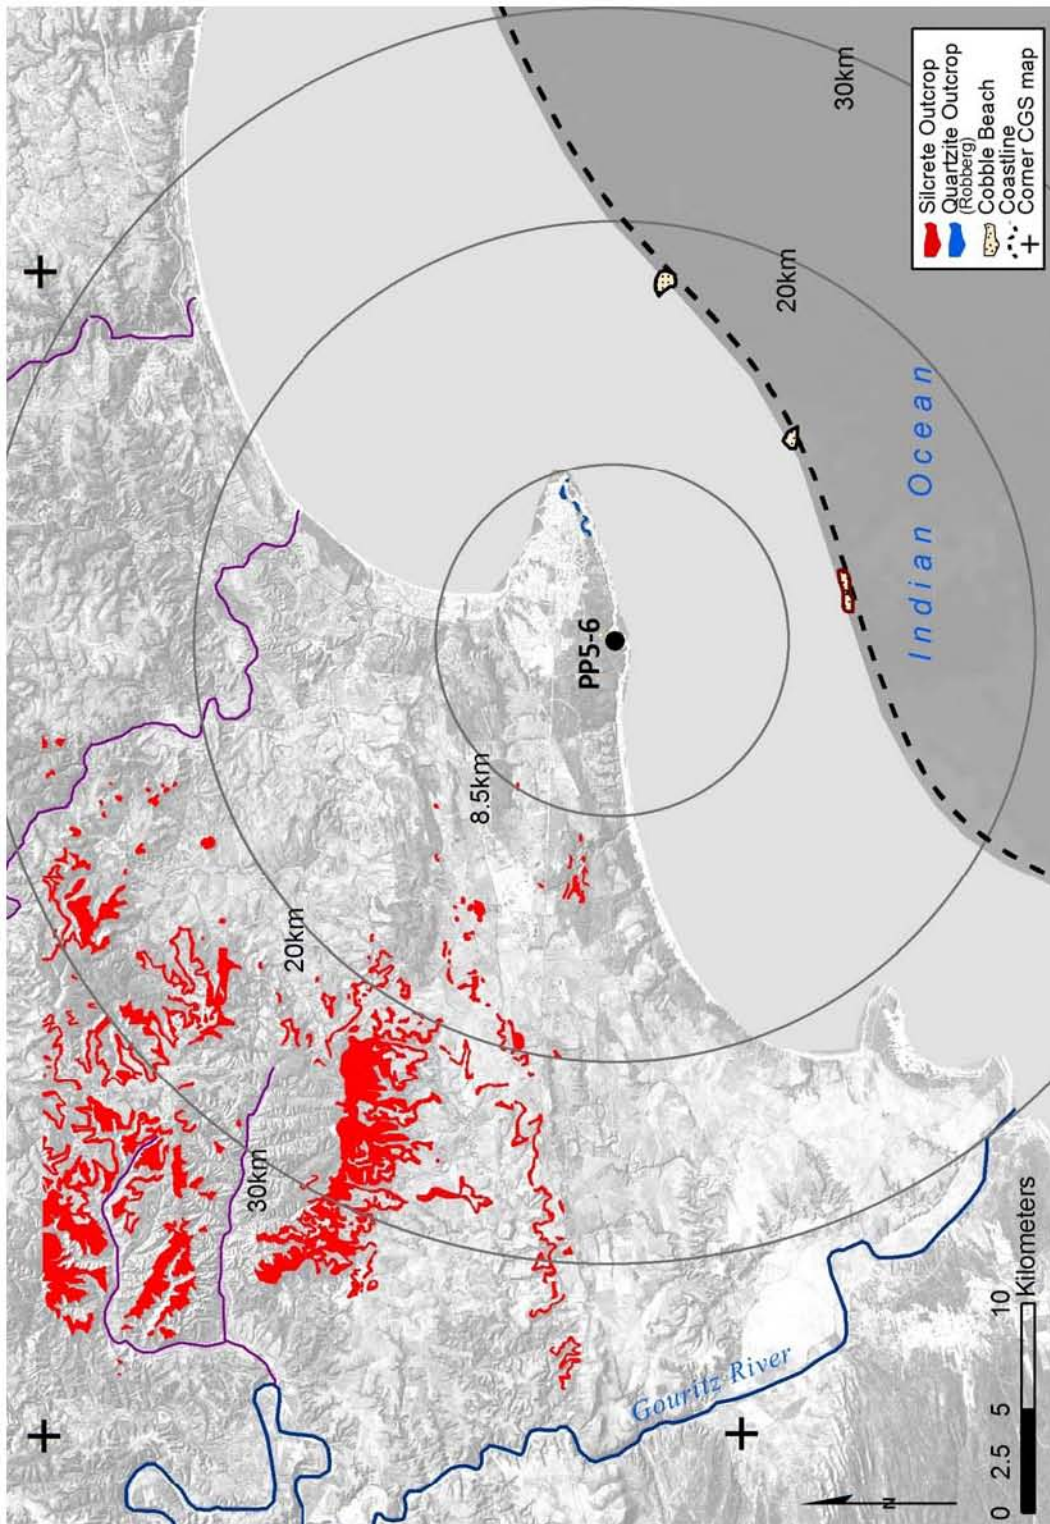 30km
20km
30km
20km
8.5km
PP5-6
Indian Ocean
Gouritz River
N
0 2.5 5 10
Kilometers
Silcrete Outcrop
Quartzite Outcrop
(Robberg)
Cobble Beach
Coastline
Corner CGS map